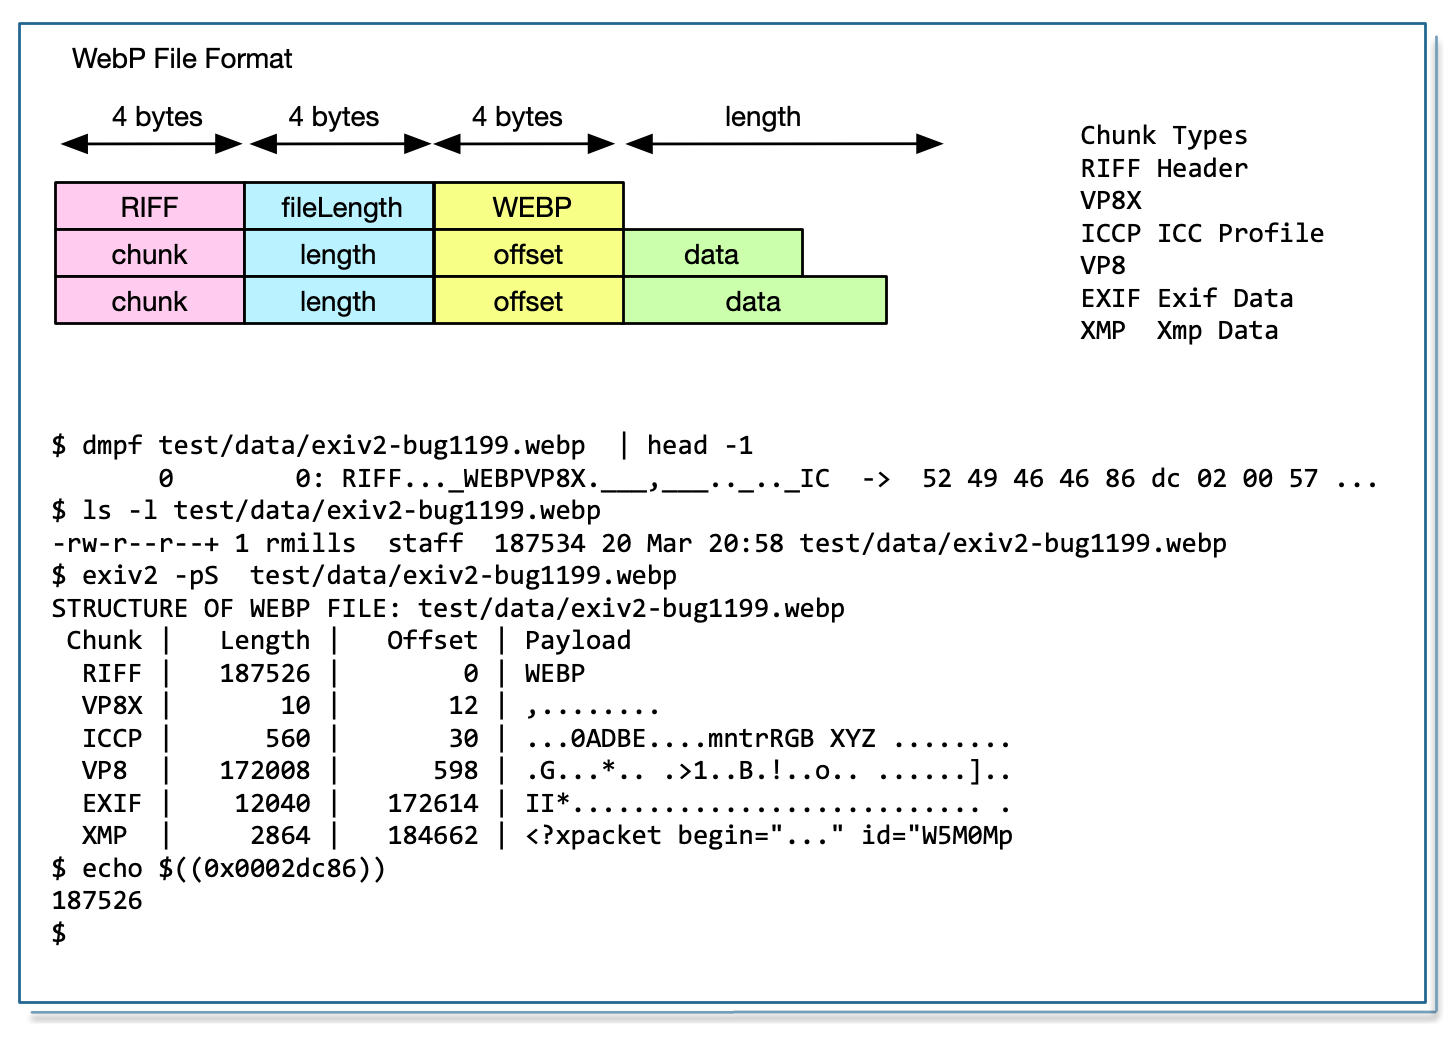 WebP File Format
4 bytes 4 bytes 4 bytes length
RIFF fileLength WEBP
chunk length offset data
chunk length offset data
Chunk Types
RIFF Header
VP8X
ICCP ICC Profile
VP8
EXIF Exif Data
XMP  Xmp Data
$ dmpf test/data/exiv2-bug1199.webp  | head -1
       0        0: RIFF..._WEBPVP8X.___,___.._.._IC  ->  52 49 46 46 86 dc 02 00 57 ...
$ ls -l test/data/exiv2-bug1199.webp
-rw-r--r--+ 1 rmills  staff  187534 20 Mar 20:58 test/data/exiv2-bug1199.webp
$ exiv2 -pS  test/data/exiv2-bug1199.webp
STRUCTURE OF WEBP FILE: test/data/exiv2-bug1199.webp
 Chunk |   Length |   Offset | Payload
  RIFF |   187526 |        0 | WEBP
  VP8X |       10 |       12 | ,........
  ICCP |      560 |       30 | ...0ADBE....mntrRGB XYZ ........
  VP8  |   172008 |      598 | .G...*.. .>1..B.!..o.. ......]..
  EXIF |    12040 |   172614 | II*........................... .
  XMP  |     2864 |   184662 | <?xpacket begin="..." id="W5M0Mp
$ echo $((0x0002dc86))
187526
$